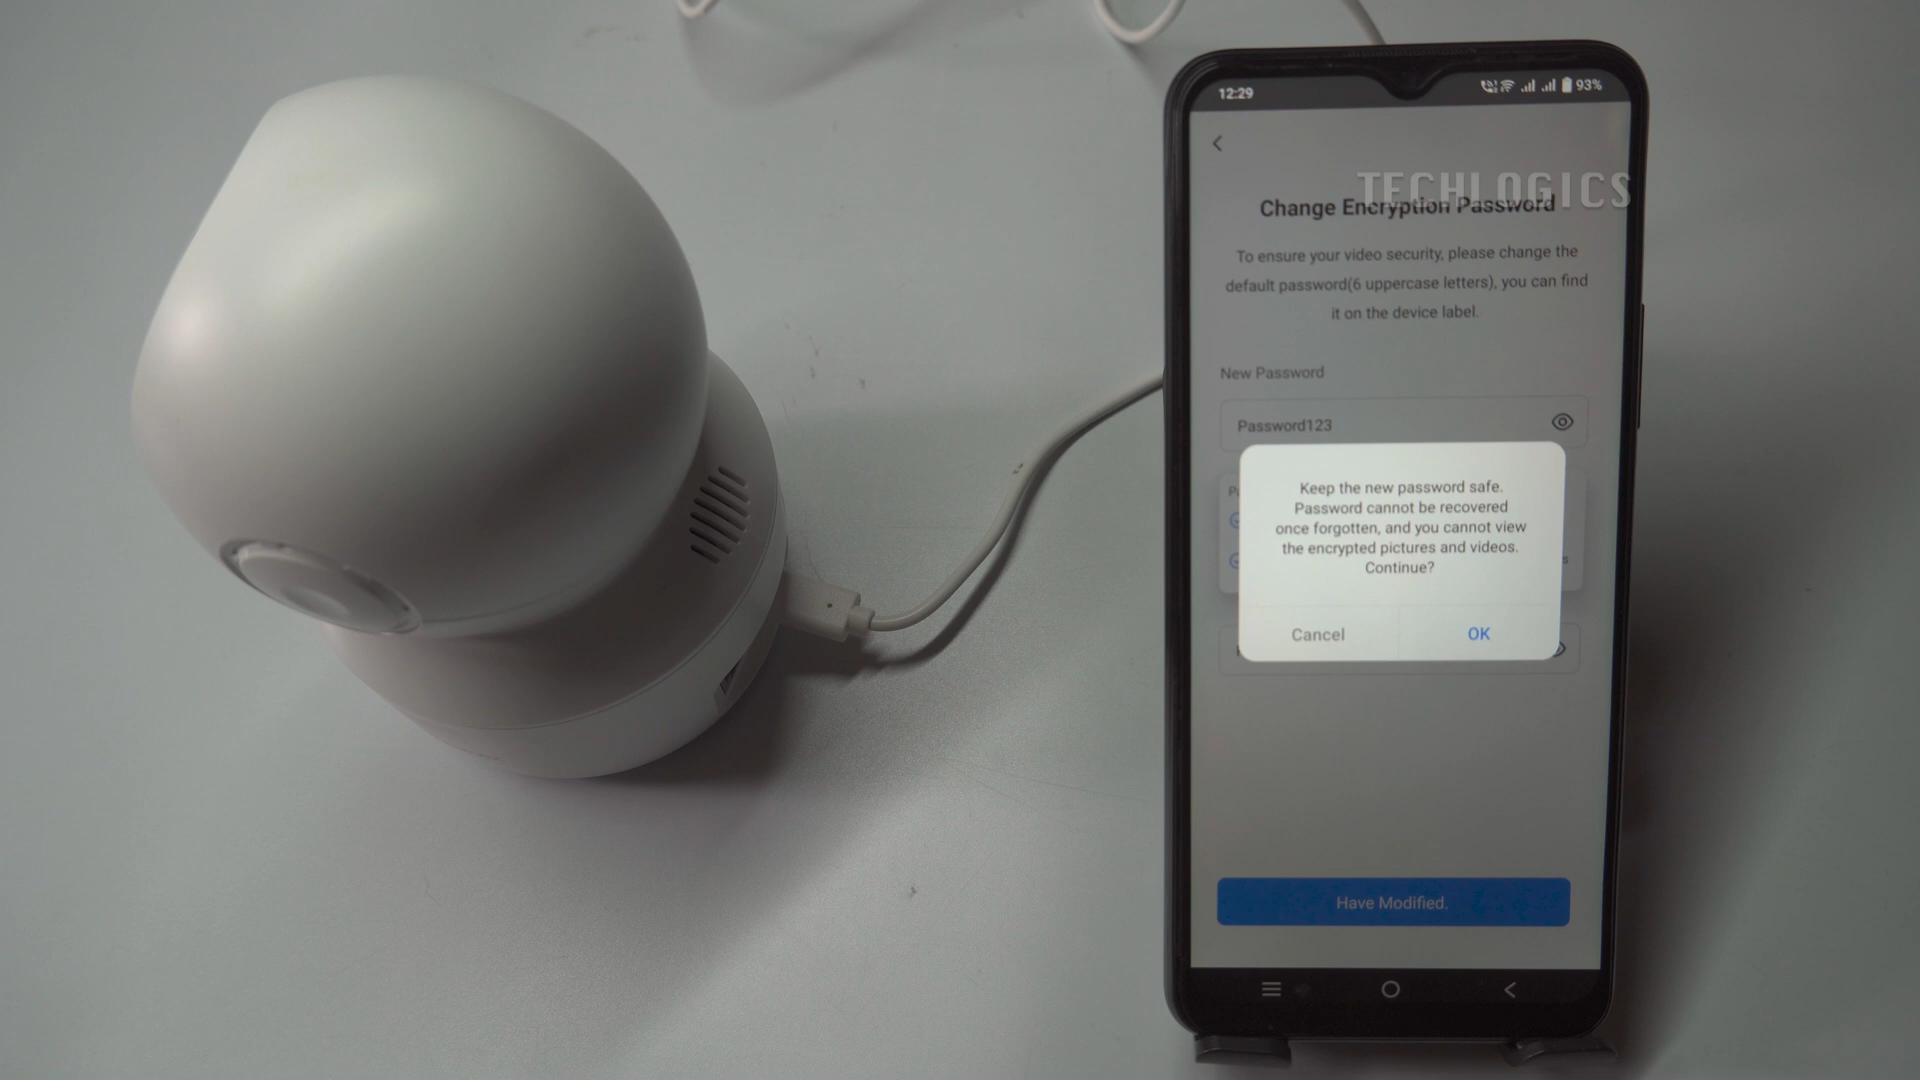 12:29
93%
TECHLOGICS
Change Encryption Password
To ensure your video security, please change the
default password(6 uppercase letters), you can find
it on the device label.
New Password
Password123
Keep the new password safe.
Password cannot be recovered
once forgotten, and you cannot view
the encrypted pictures and videos.
Continue?
Cancel
OK
Have Modified.